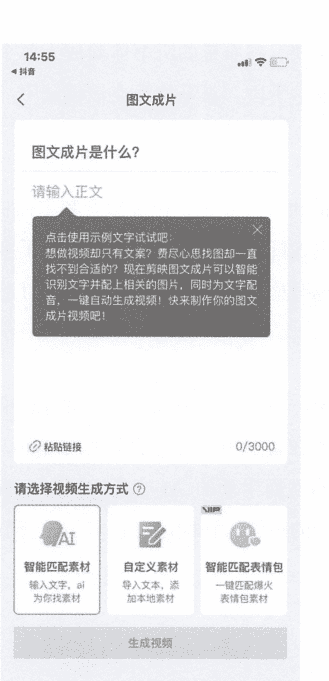 14:55
◀ 抖音
图文成片
图文成片是什么?
请输入正文
点击使用示例文字试试吧:
想做视频却只有文案?费尽心思找图却一直
找不到合适的?现在剪映图文成片可以智能
识别文字并配上相关的图片,同时为文字配
音,一键自动生成视频!快来制作你的图文
成片视频吧!
粘贴链接 0/3000
请选择视频生成方式
AI VIP
智能匹配素材 自定义素材 智能匹配表情包
输入文字,ai 导入文本,添 一键匹配爆火
为你找素材 加本地素材 表情包素材
生成视频